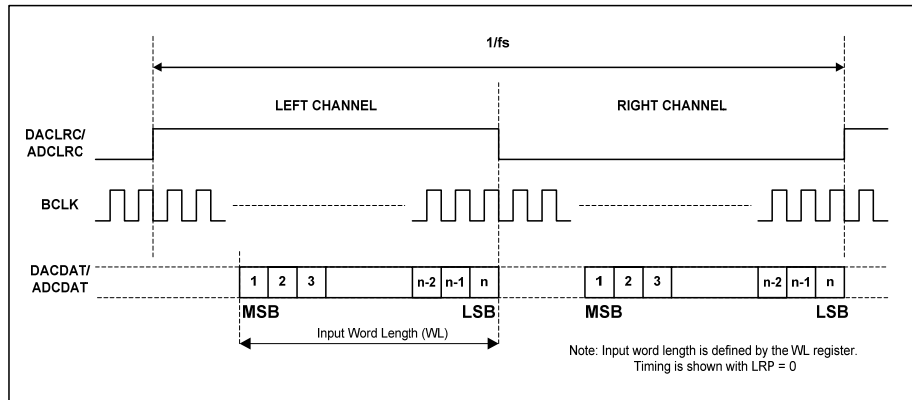 1/fs
LEFT CHANNEL
RIGHT CHANNEL
DACLRC/
ADCLRC
BCLK
DACDAT/
ADCDAT
1 2 3 n-2 n-1 n
1 2 3 n-2 n-1 n
MSB LSB MSB LSB
Input Word Length (WL)
Note: Input word length is defined by the WL register.
Timing is shown with LRP = 0